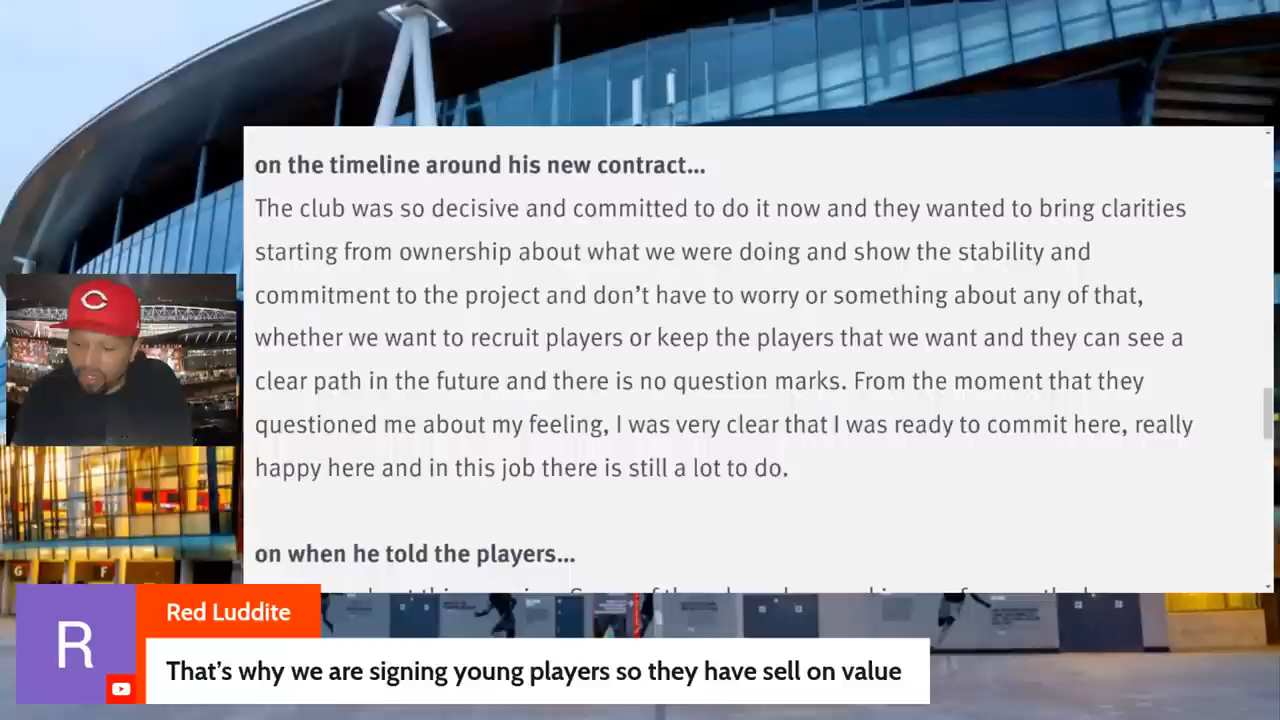 on the timeline around his new contract...
The club was so decisive and committed to do it now and they wanted to bring clarities
starting from ownership about what we were doing and show the stability and
commitment to the project and don't have to worry or something about any of that,
whether we want to recruit players or keep the players that we want and they can see a
clear path in the future and there is no question marks. From the moment that they
questioned me about my feeling, I was very clear that I was ready to commit here, really
happy here and in this job there is still a lot to do.
on when he told the players...
G
F
R
Red Luddite
That's why we are signing young players so they have sell on value